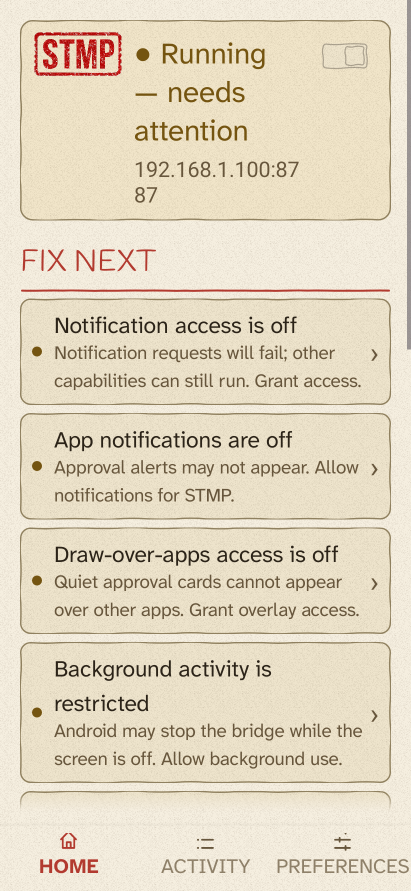 STMP
● Running
— needs
attention
192.168.1.100:87
87
FIX NEXT
Notification access is off
Notification requests will fail; other
capabilities can still run. Grant access.
App notifications are off
Approval alerts may not appear. Allow
notifications for STMP.
Draw-over-apps access is off
Quiet approval cards cannot appear
over other apps. Grant overlay access.
Background activity is
restricted
Android may stop the bridge while the
screen is off. Allow background use.
HOME
ACTIVITY
PREFERENCES